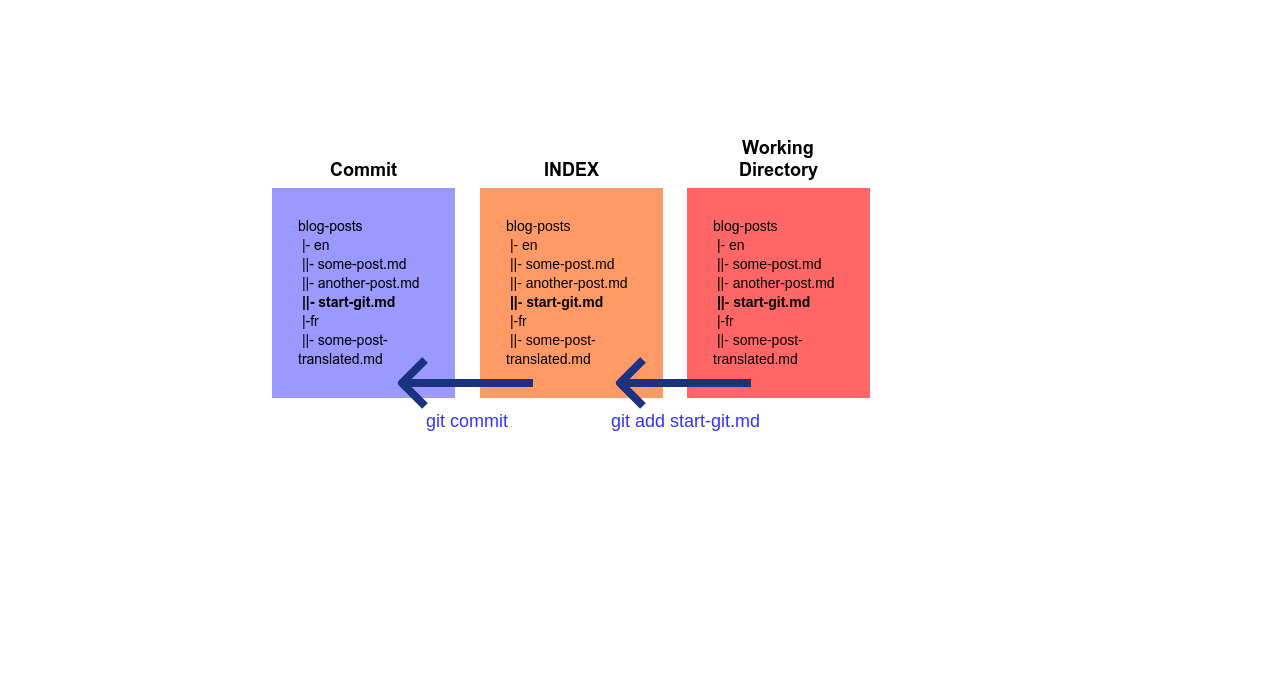 Commit
blog-posts
|- en
||- some-post.md
||- another-post.md
||- start-git.md
|-fr
||- some-post-
translated.md
INDEX
blog-posts
|- en
||- some-post.md
||- another-post.md
||- start-git.md
|-fr
||- some-post-
translated.md
Working
Directory
blog-posts
|- en
||- some-post.md
||- another-post.md
||- start-git.md
|-fr
||- some-post-
translated.md
git commit
git add start-git.md